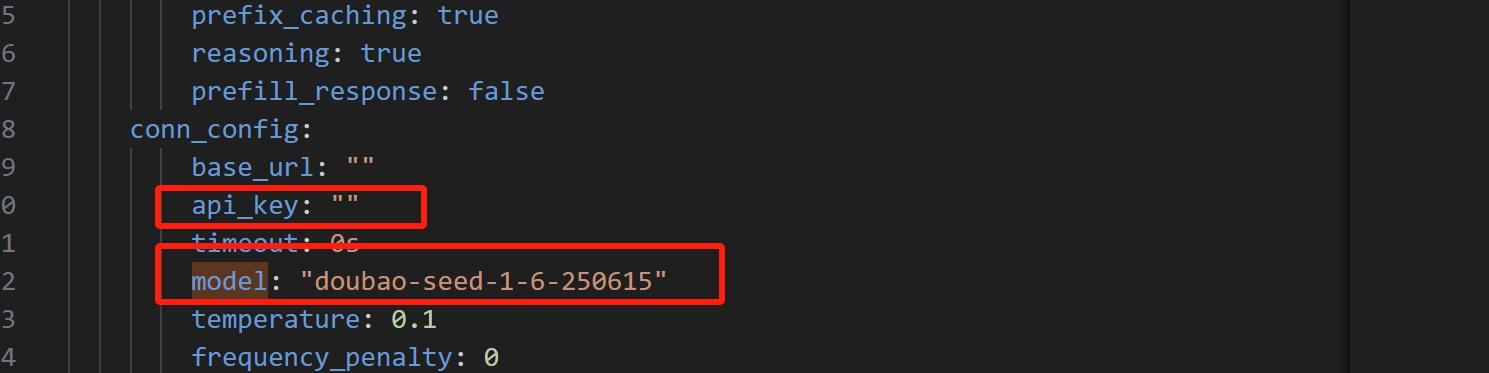 5 prefix_caching: true
6 reasoning: true
7 prefill_response: false
8 conn_config:
9 base_url: ""
0 api_key: ""
1 timeout: 0s
2 model: "doubao-seed-1-6-250615"
3 temperature: 0.1
4 frequency_penalty: 0